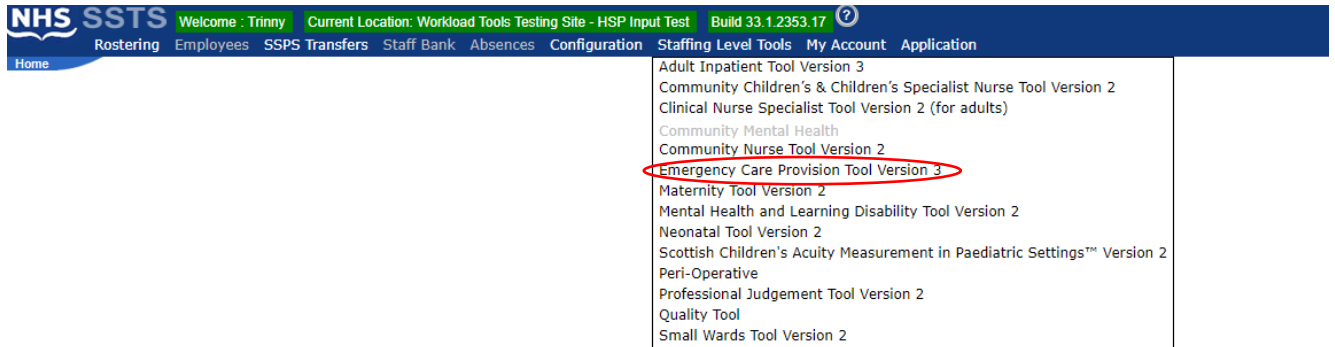 NHS SSTS Welcome : Trinny Current Location: Workload Tools Testing Site - HSP Input Test Build 33.1.2353.17 ?
Rostering Employees SSPS Transfers Staff Bank Absences Configuration Staffing Level Tools My Account Application
Home
Adult Inpatient Tool Version 3
Community Children's & Children's Specialist Nurse Tool Version 2
Clinical Nurse Specialist Tool Version 2 (for adults)
Community Mental Health
Community Nurse Tool Version 2
Emergency Care Provision Tool Version 3
Maternity Tool Version 2
Mental Health and Learning Disability Tool Version 2
Neonatal Tool Version 2
Scottish Children's Acuity Measurement in Paediatric Settings™ Version 2
Peri-Operative
Professional Judgement Tool Version 2
Quality Tool
Small Wards Tool Version 2